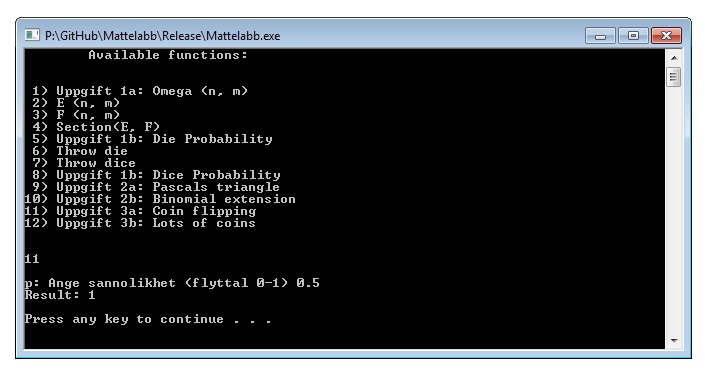 P:\GitHub\Mattelabb\Release\Mattelabb.exe
Available functions:
1) Uppgift 1a: Omega (n, m)
2) E (n, m)
3) F (n, m)
4) Section(E, F)
5) Uppgift 1b: Die Probability
6) Throw die
7) Throw dice
8) Uppgift 1b: Dice Probability
9) Uppgift 2a: Pascals triangle
10) Uppgift 2b: Binomial extension
11) Uppgift 3a: Coin flipping
12) Uppgift 3b: Lots of coins
11
p: Ange sannolikhet (flyttal 0-1) 0.5
Result: 1
Press any key to continue . . .